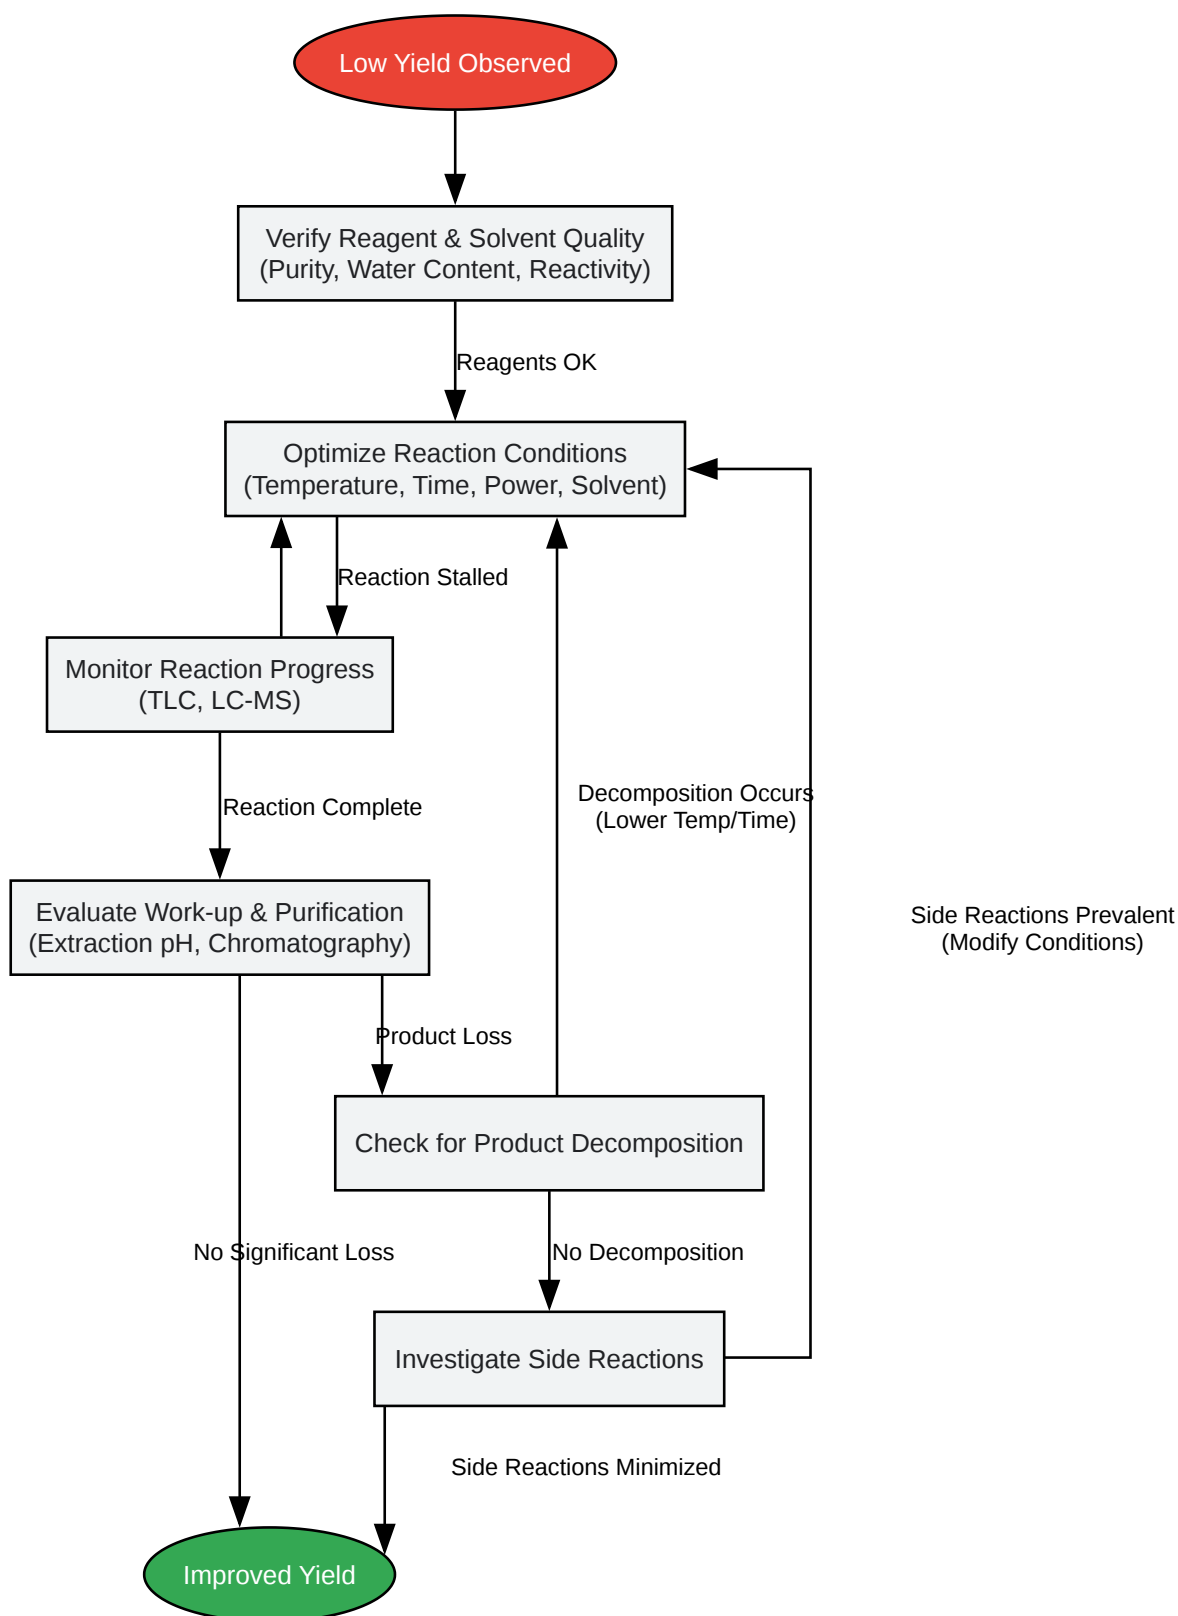 Low Yield Observed
Verify Reagent & Solvent Quality
(Purity, Water Content, Reactivity)
Reagents OK
Optimize Reaction Conditions
(Temperature, Time, Power, Solvent)
Reaction Stalled
Monitor Reaction Progress
(TLC, LC-MS)
Reaction Complete
Decomposition Occurs
(Lower Temp/Time)
Evaluate Work-up & Purification
(Extraction pH, Chromatography)
Side Reactions Prevalent
(Modify Conditions)
Product Loss
Check for Product Decomposition
No Significant Loss
No Decomposition
Investigate Side Reactions
Side Reactions Minimized
Improved Yield